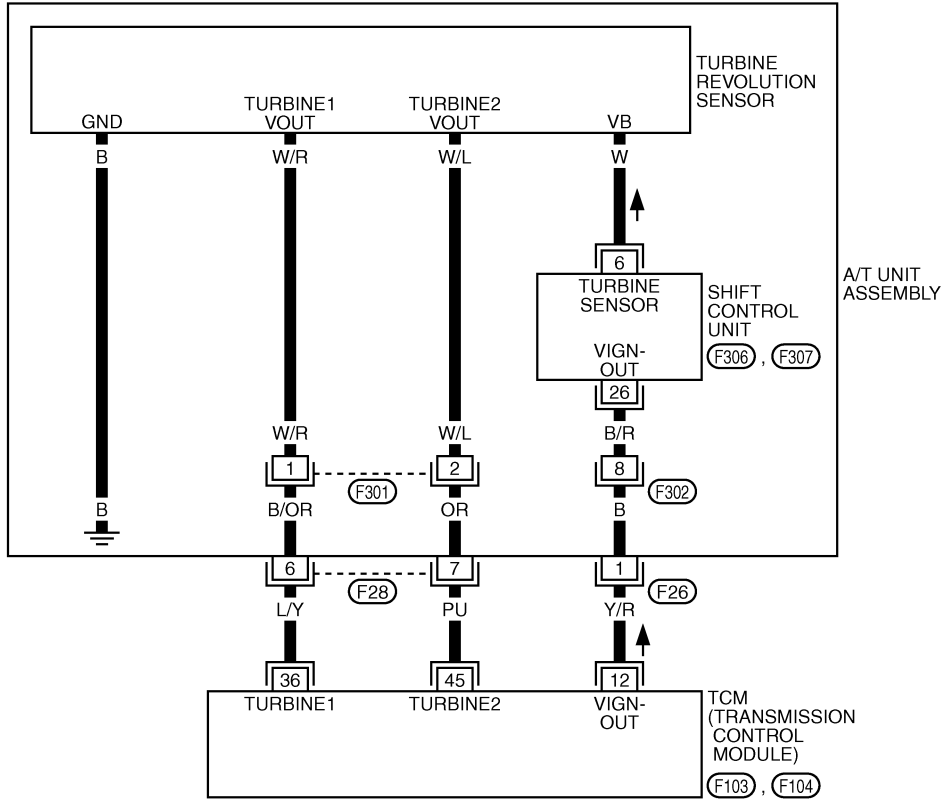 TURBINE
REVOLUTION
SENSOR
GND
TURBINE1
VOUT
TURBINE2
VOUT
VB
B
W/R
W/L
W
6
TURBINE
SENSOR
VIGN-
OUT
26
SHIFT
CONTROL
UNIT
F306 , F307
A/T UNIT
ASSEMBLY
W/R
W/L
B/R
1
2
8
F301
F302
B
B/OR
OR
B
6
7
1
F28
F26
L/Y
PU
Y/R
36
45
12
TURBINE1
TURBINE2
VIGN-
OUT
TCM
(TRANSMISSION
CONTROL
MODULE)
F103 , F104